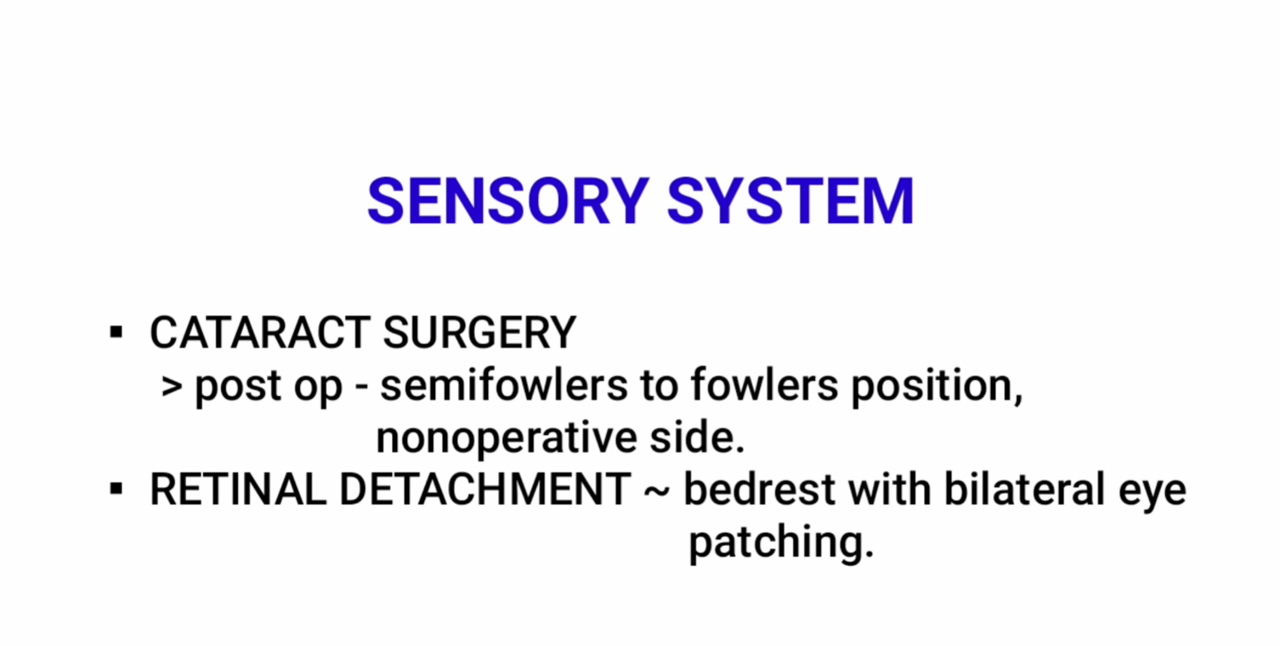 SENSORY SYSTEM
▪ CATARACT SURGERY
> post op - semifowlers to fowlers position,
nonoperative side.
▪ RETINAL DETACHMENT ~ bedrest with bilateral eye
patching.